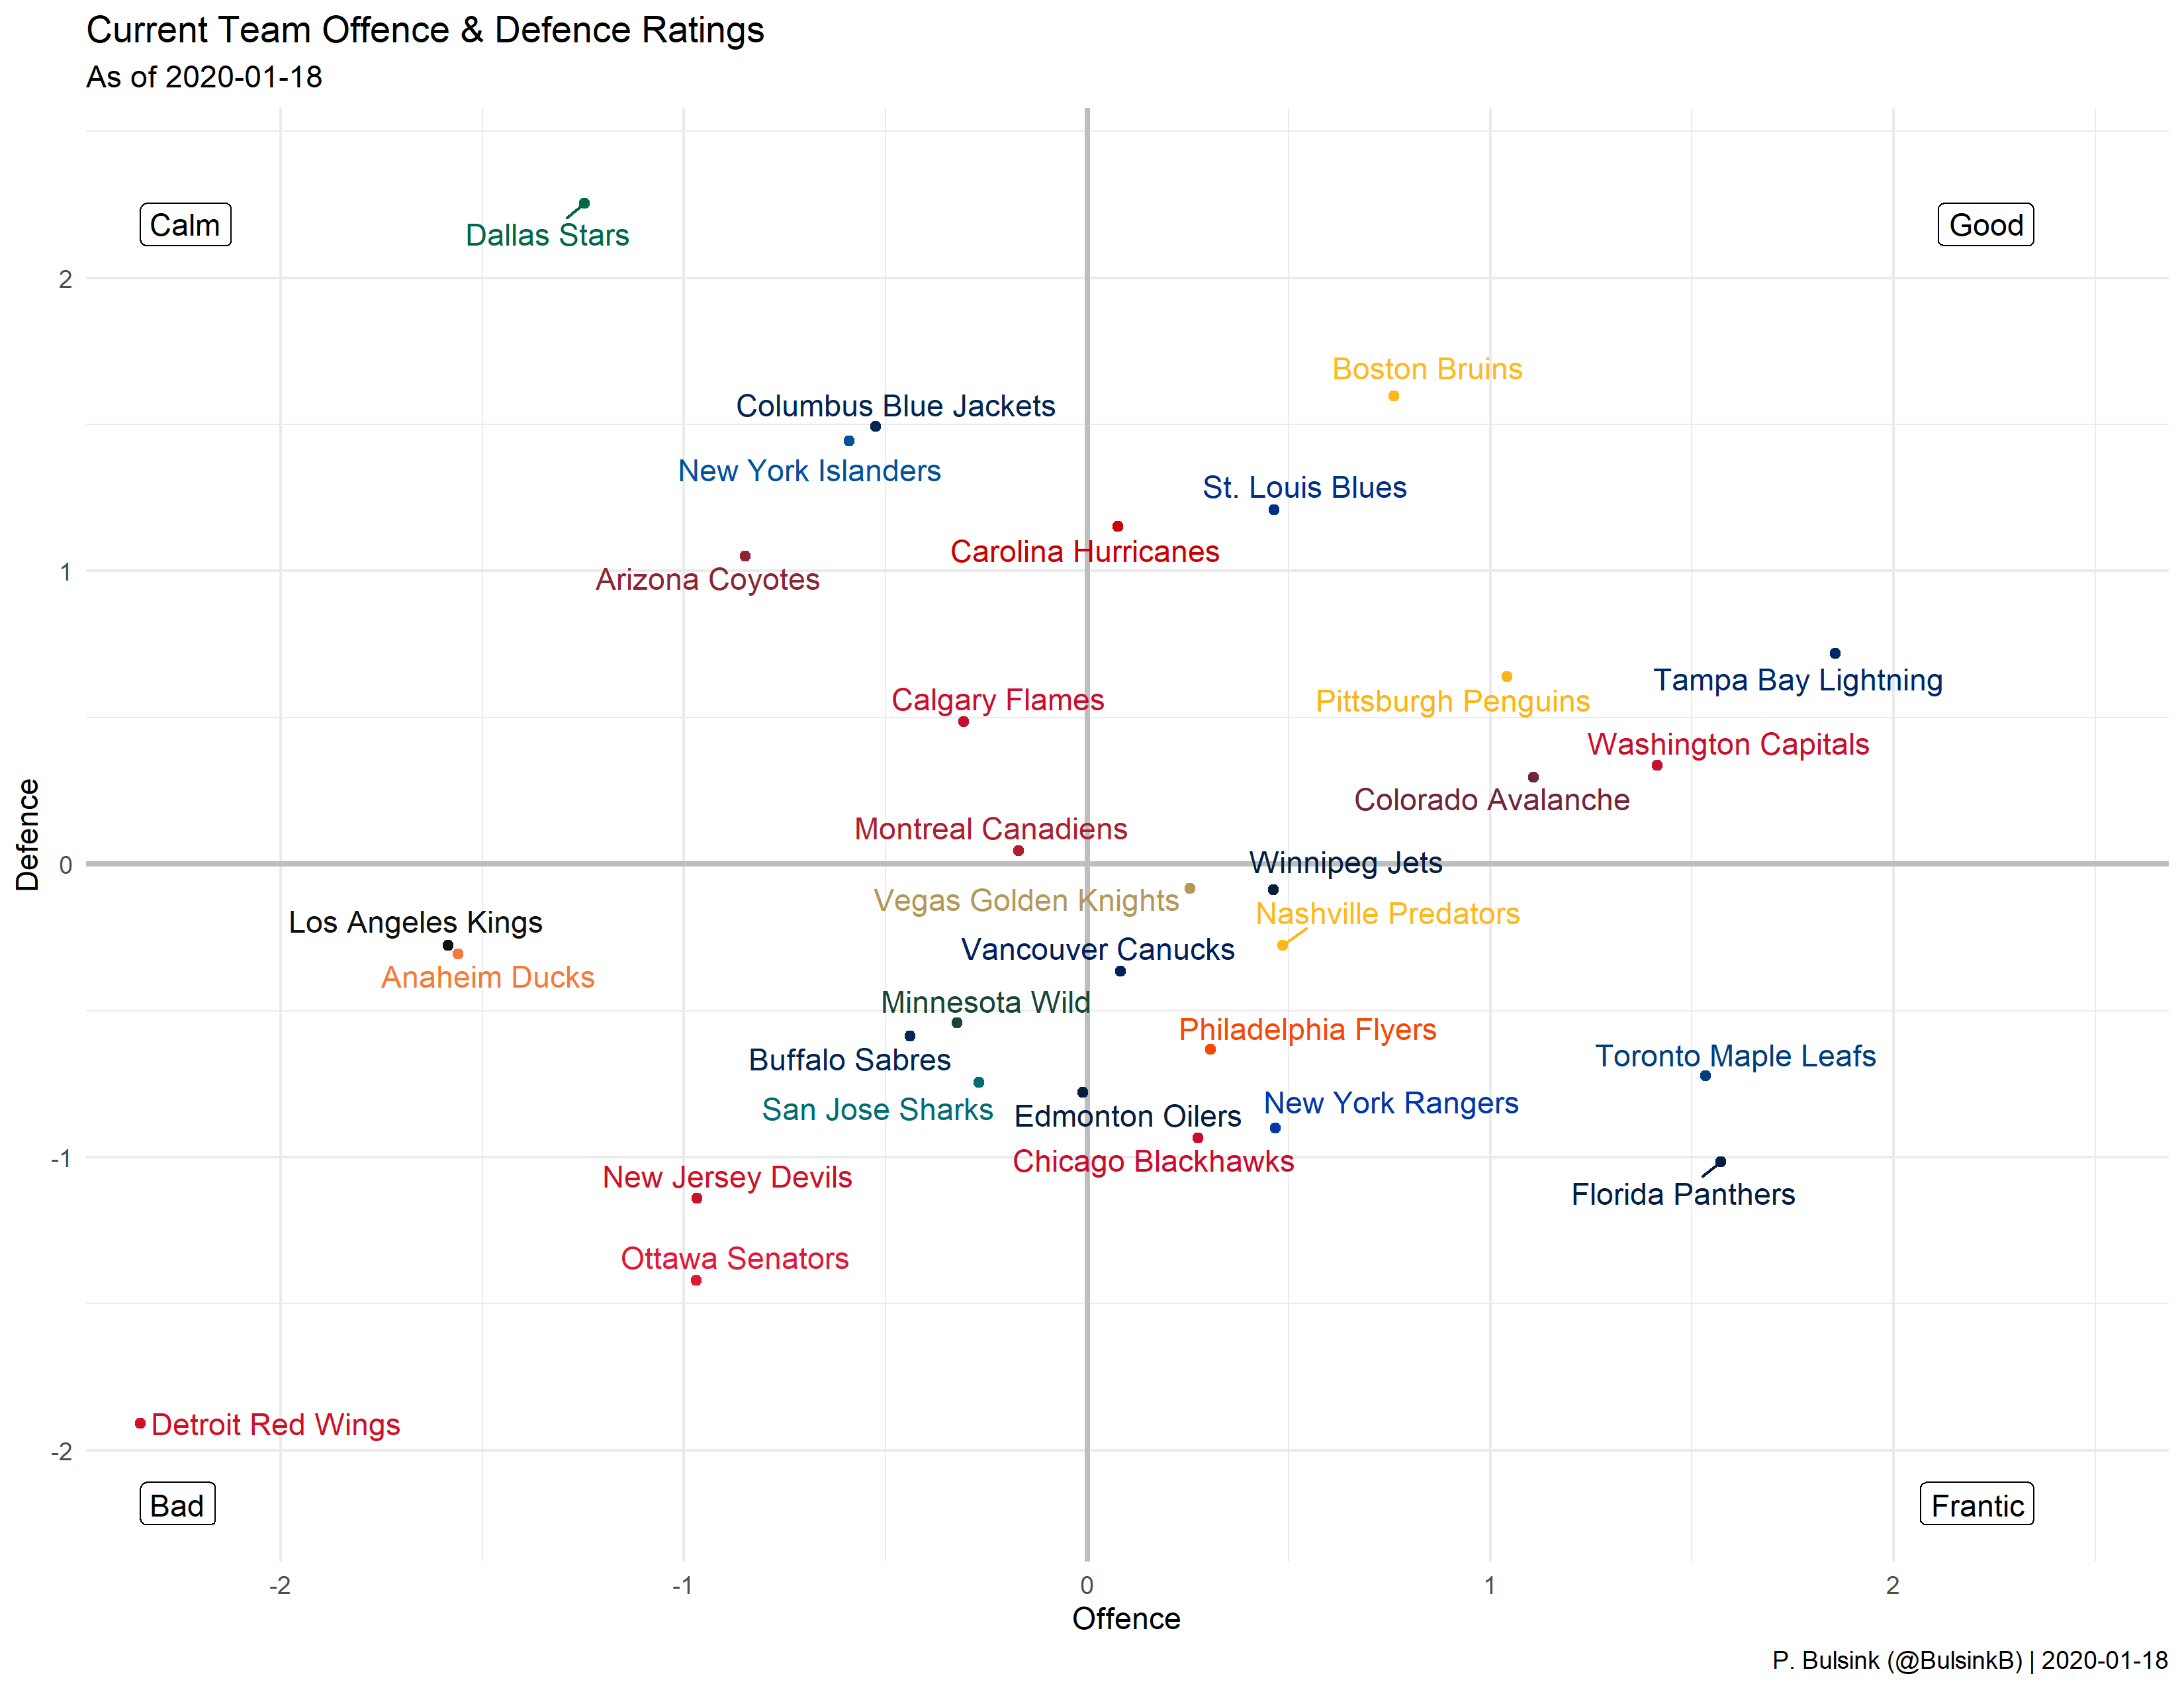 Current Team Offence & Defence Ratings
As of 2020-01-18
Calm
Good
Dallas Stars
2
Boston Bruins
Columbus Blue Jackets
New York Islanders
St. Louis Blues
Carolina Hurricanes
1
Arizona Coyotes
Tampa Bay Lightning
Calgary Flames
Pittsburgh Penguins
Washington Capitals
Colorado Avalanche
Montreal Canadiens
Defence
0
Winnipeg Jets
Vegas Golden Knights
Nashville Predators
Los Angeles Kings
Vancouver Canucks
Anaheim Ducks
Minnesota Wild
Philadelphia Flyers
Buffalo Sabres
Toronto Maple Leafs
San Jose Sharks
New York Rangers
Edmonton Oilers
-1
Chicago Blackhawks
New Jersey Devils
Florida Panthers
Ottawa Senators
Detroit Red Wings
-2
Bad
Frantic
-2
-1
0
1
2
Offence
P. Bulsink (@BulsinkB) | 2020-01-18